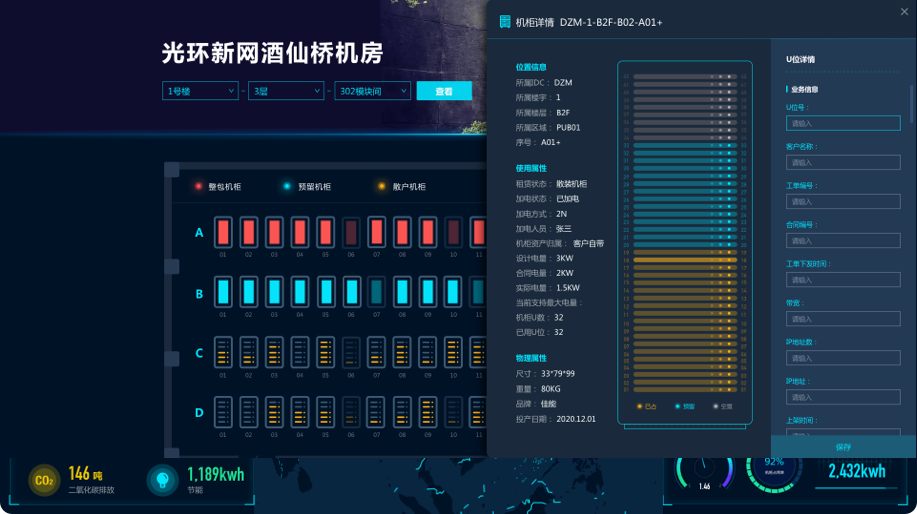 光环新网酒仙桥机房
1号楼 - 3层 - 302模块间 查看
整包机柜 预留机柜 散户机柜
A
01 02 03 04 05 06 07 08 09 10 11
B
01 02 03 04 05 06 07 08 09 10 11
C
01 02 03 04 05 06 07 08 09 10 11
D
01 02 03 04 05 06 07 08 09 10 11
CO₂ 146 吨
二氧化碳排放
1,189kwh
节能
机柜详情 DZM-1-B2F-B02-A01+
位置信息
所属IDC： DZM
所属楼宇： 1
所属楼层： B2F
所属区域： PUB01
序号： A01+
使用属性
租赁状态： 散装机柜
加电状态： 已加电
加电方式： 2N
加电人员： 张三
机柜资产归属： 客户自带
设计电量： 3KW
合同电量： 2KW
实际电量： 1.5KW
当前支持最大电量：
机柜U数： 32
已用U位： 32
物理属性
尺寸： 33*79*99
重量： 80KG
品牌： 佳能
投产日期： 2020.12.01
已占 预留 空闲
U位详情
业务信息
U位号：
请输入
客户名称：
请输入
工单编号：
请输入
合同编号：
请输入
工单下发时间：
请输入
带宽：
请输入
IP地址数：
请输入
IP地址：
请输入
上架时间：
保存
1.46
92%
2,432kwh